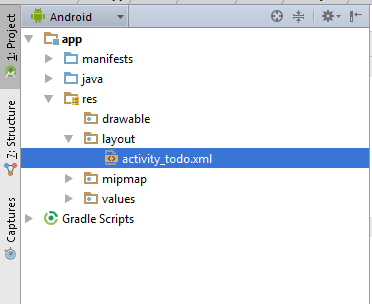 Android
1: Project
7: Structure
Captures
app
manifests
java
res
drawable
layout
activity_todo.xml
mipmap
values
Gradle Scripts